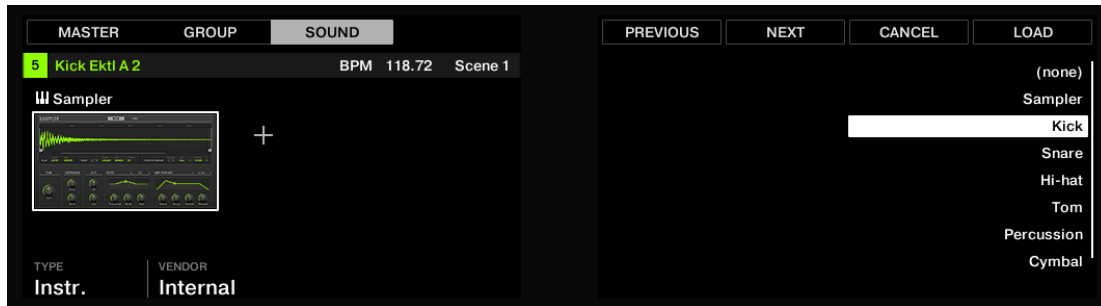 MASTER GROUP SOUND
5 Kick Ektl A 2 BPM 118.72 Scene 1
Sampler
SAMPLER
TYPE VENDOR
Instr. Internal
PREVIOUS NEXT CANCEL LOAD
(none)
Sampler
Kick
Snare
Hi-hat
Tom
Percussion
Cymbal